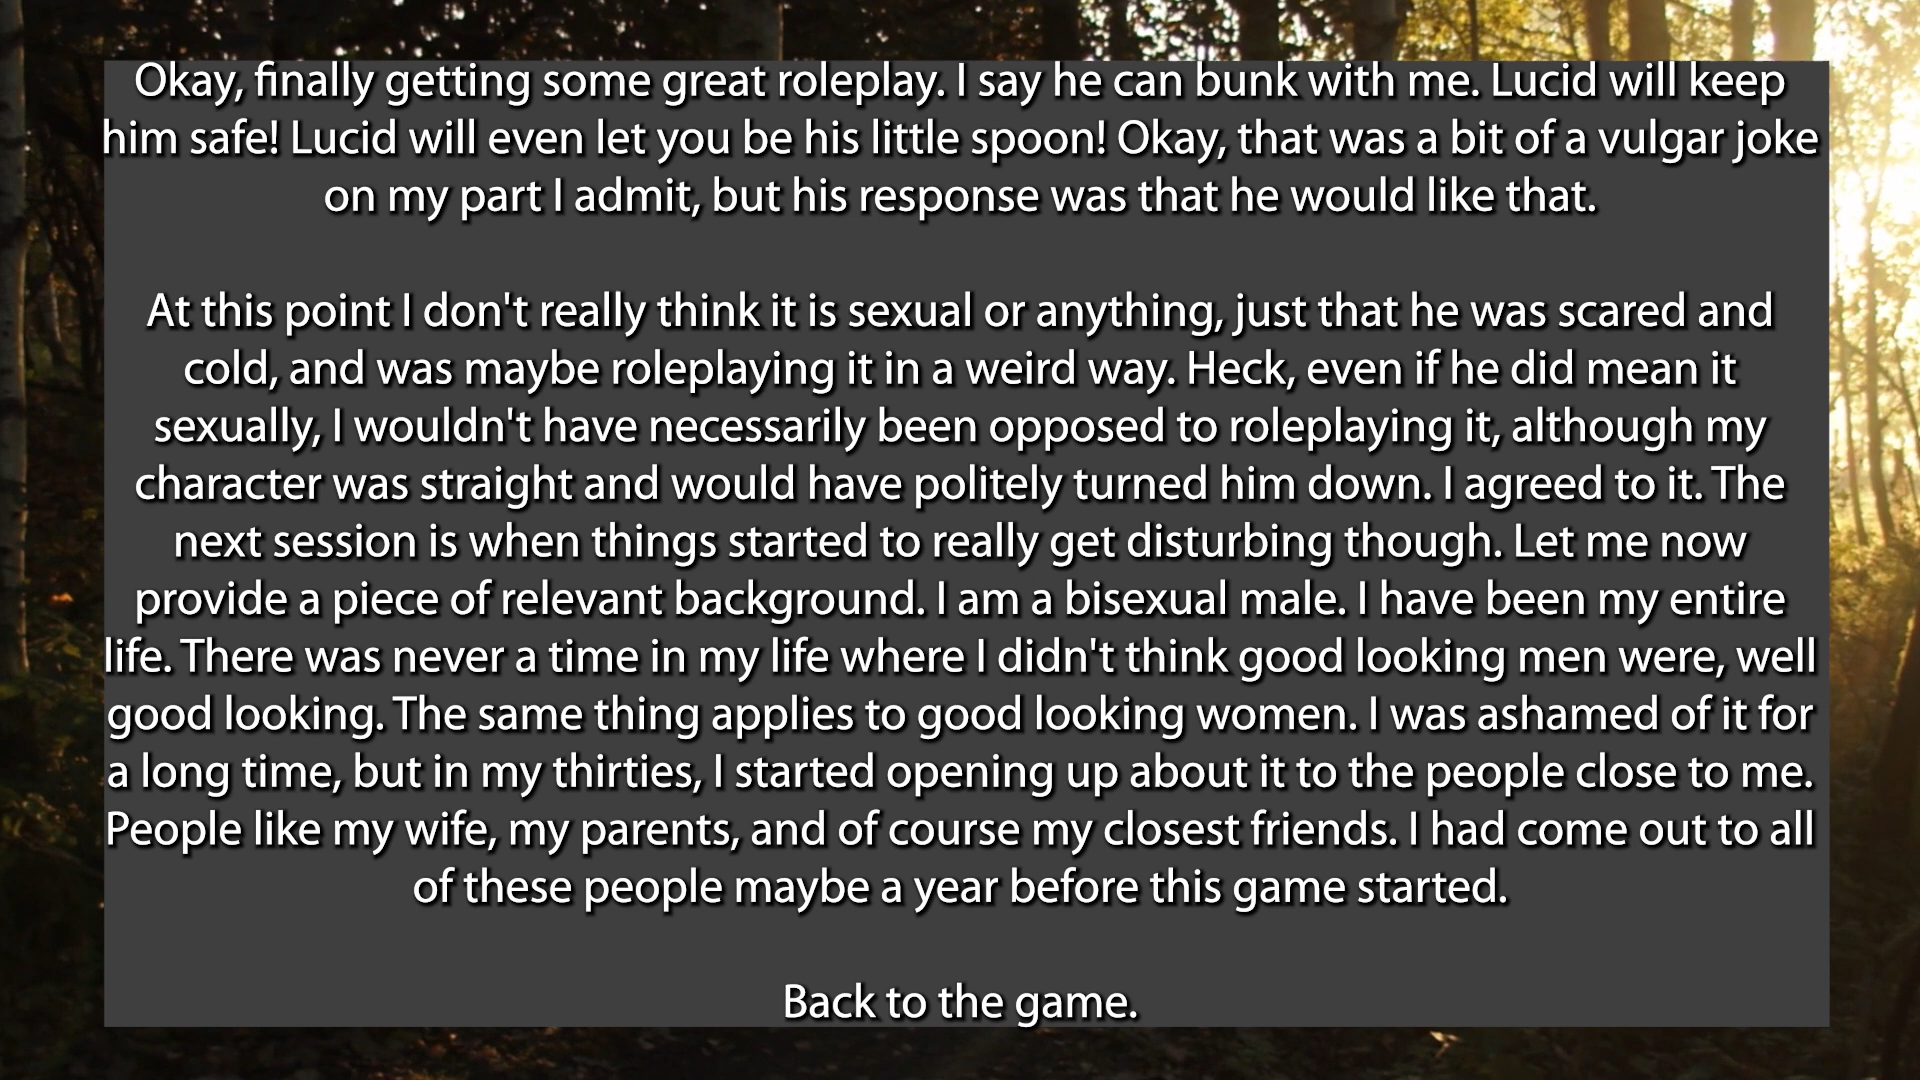 Okay, finally getting some great roleplay. I say he can bunk with me. Lucid will keep
him safe! Lucid will even let you be his little spoon! Okay, that was a bit of a vulgar joke
on my part I admit, but his response was that he would like that.
At this point I don't really think it is sexual or anything, just that he was scared and
cold, and was maybe roleplaying it in a weird way. Heck, even if he did mean it
sexually, I wouldn't have necessarily been opposed to roleplaying it, although my
character was straight and would have politely turned him down. I agreed to it. The
next session is when things started to really get disturbing though. Let me now
provide a piece of relevant background. I am a bisexual male. I have been my entire
life. There was never a time in my life where I didn't think good looking men were, well
good looking. The same thing applies to good looking women. I was ashamed of it for
a long time, but in my thirties, I started opening up about it to the people close to me.
People like my wife, my parents, and of course my closest friends. I had come out to all
of these people maybe a year before this game started.
Back to the game.